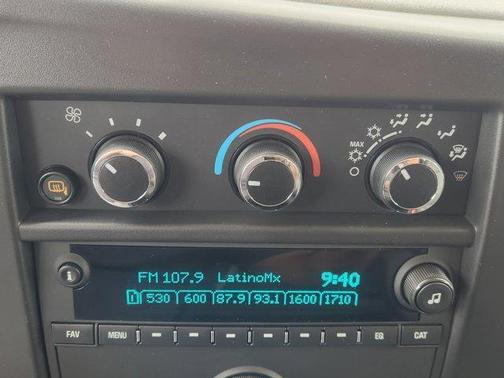 MAX
FM 107.9 LatinoMx 9:40
1 530 600 87.9 93.1 1600 1710
i
FAV MENU EQ CAT